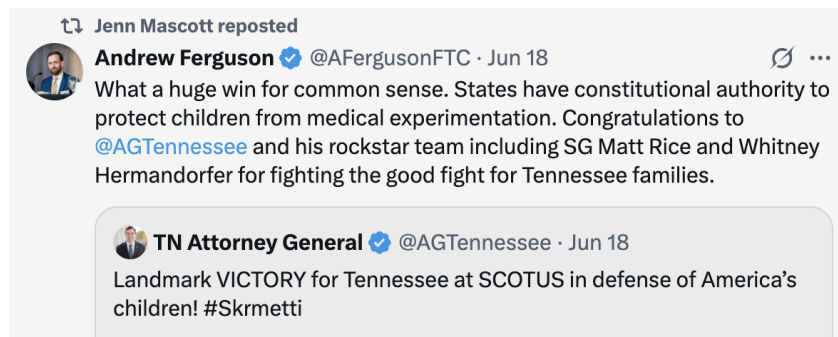 Jenn Mascott reposted
Andrew Ferguson @AFergusonFTC · Jun 18
What a huge win for common sense. States have constitutional authority to
protect children from medical experimentation. Congratulations to
@AGTennessee and his rockstar team including SG Matt Rice and Whitney
Hermandorfer for fighting the good fight for Tennessee families.
TN Attorney General @AGTennessee · Jun 18
Landmark VICTORY for Tennessee at SCOTUS in defense of America’s
children! #Skrmetti